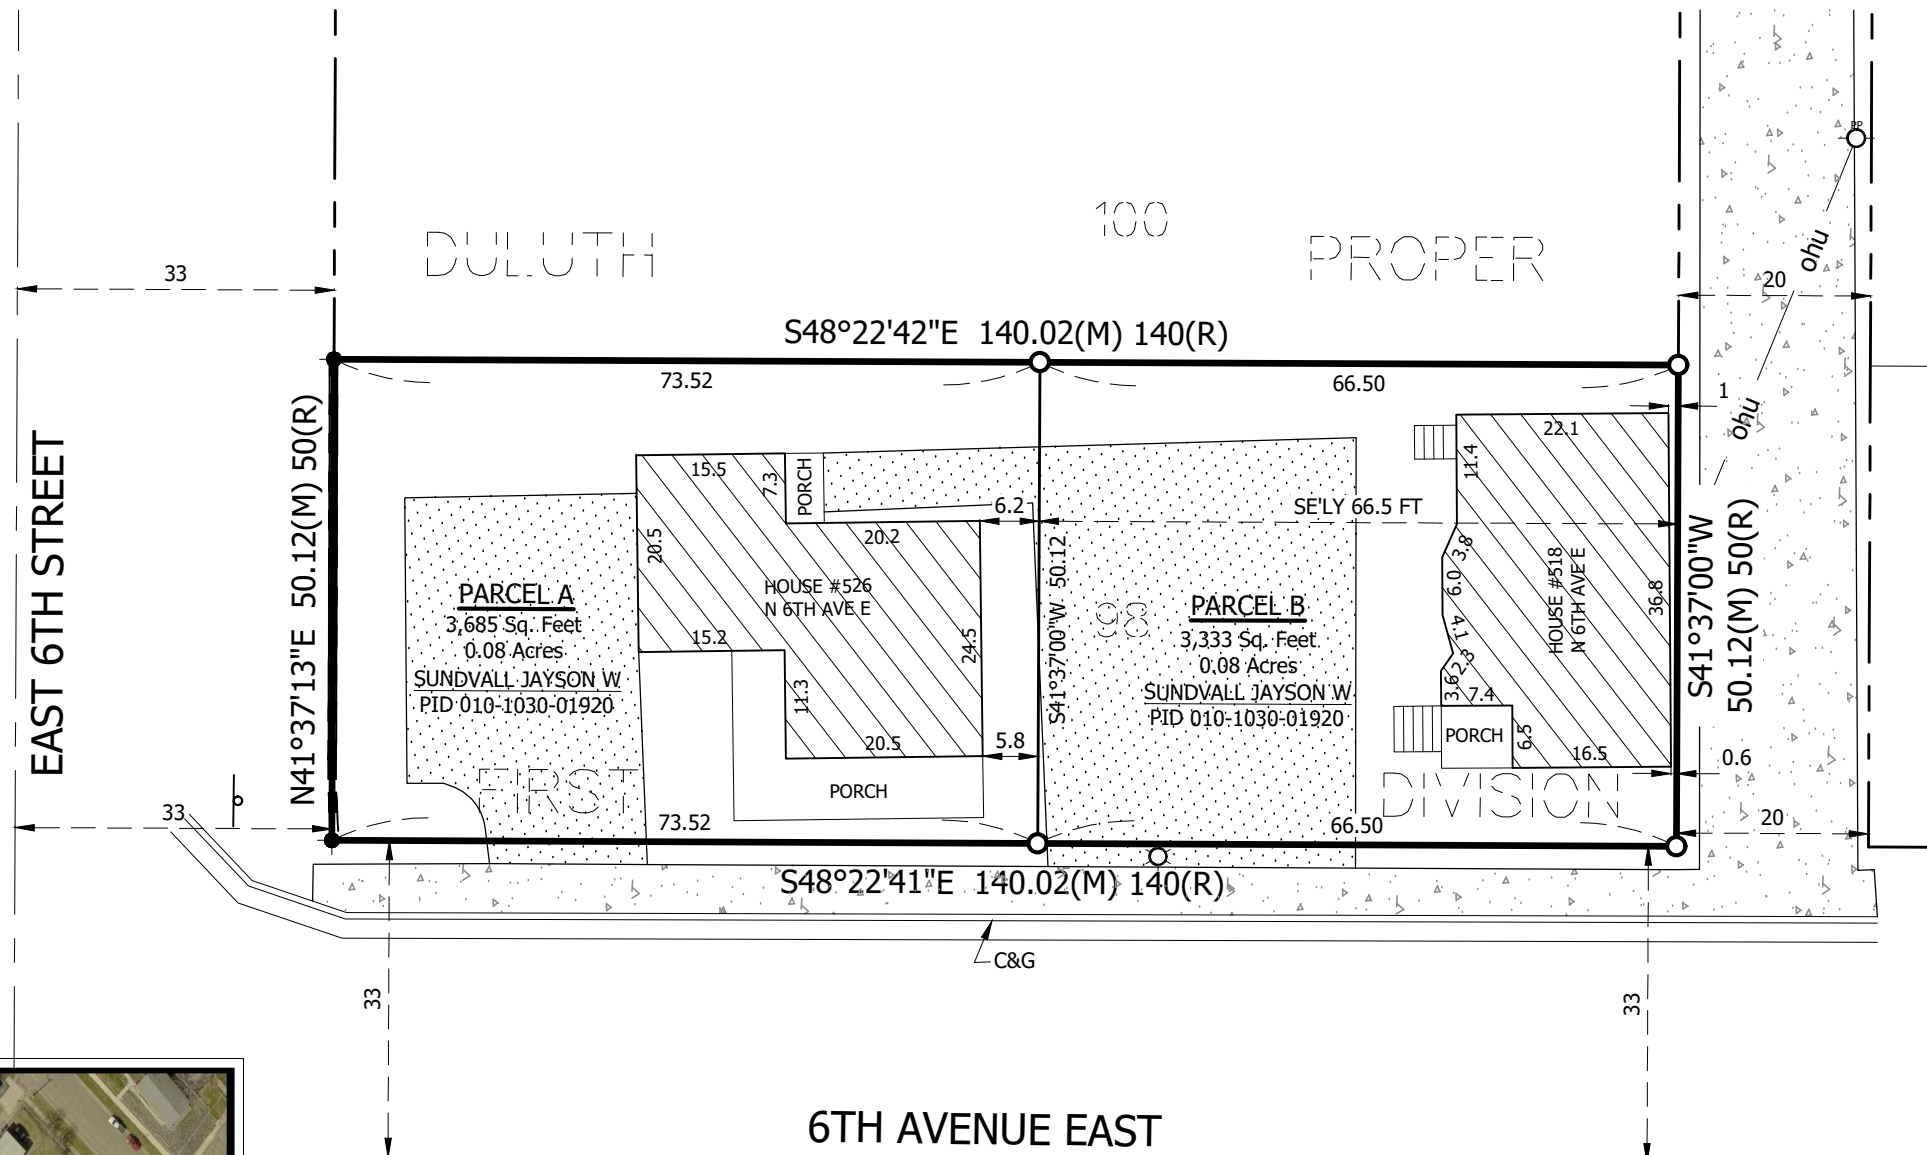 PP
100
DULUTH
PROPER
ohu
33
20
S48°22'42"E 140.02(M) 140(R)
73.52
66.50
1
ohu
22.1
11.4
15.5
7.3
PORCH
6.2
SE'LY 66.5 FT
20.2
20.5
3.8
6.0
4.1
2.3
3.6
7.4
36.8
HOUSE #518
N 6TH AVE E
HOUSE #526
N 6TH AVE E
EAST 6TH STREET
N41°37'13"E 50.12(M) 50(R)
PARCEL A
3,685 Sq. Feet
0.08 Acres
SUNDVALL JAYSON W
PID 010-1030-01920
15.2
24.5
11.3
20.5
5.8
S41°37'00"W 50.12
98
PARCEL B
3,333 Sq. Feet
0.08 Acres
SUNDVALL JAYSON W
PID 010-1030-01920
S41°37'00"W
50.12(M) 50(R)
PORCH
6.5
16.5
0.6
FIRST
PORCH
DIVISION
33
73.52
66.50
20
S48°22'41"E 140.02(M) 140(R)
C&G
33
33
6TH AVENUE EAST